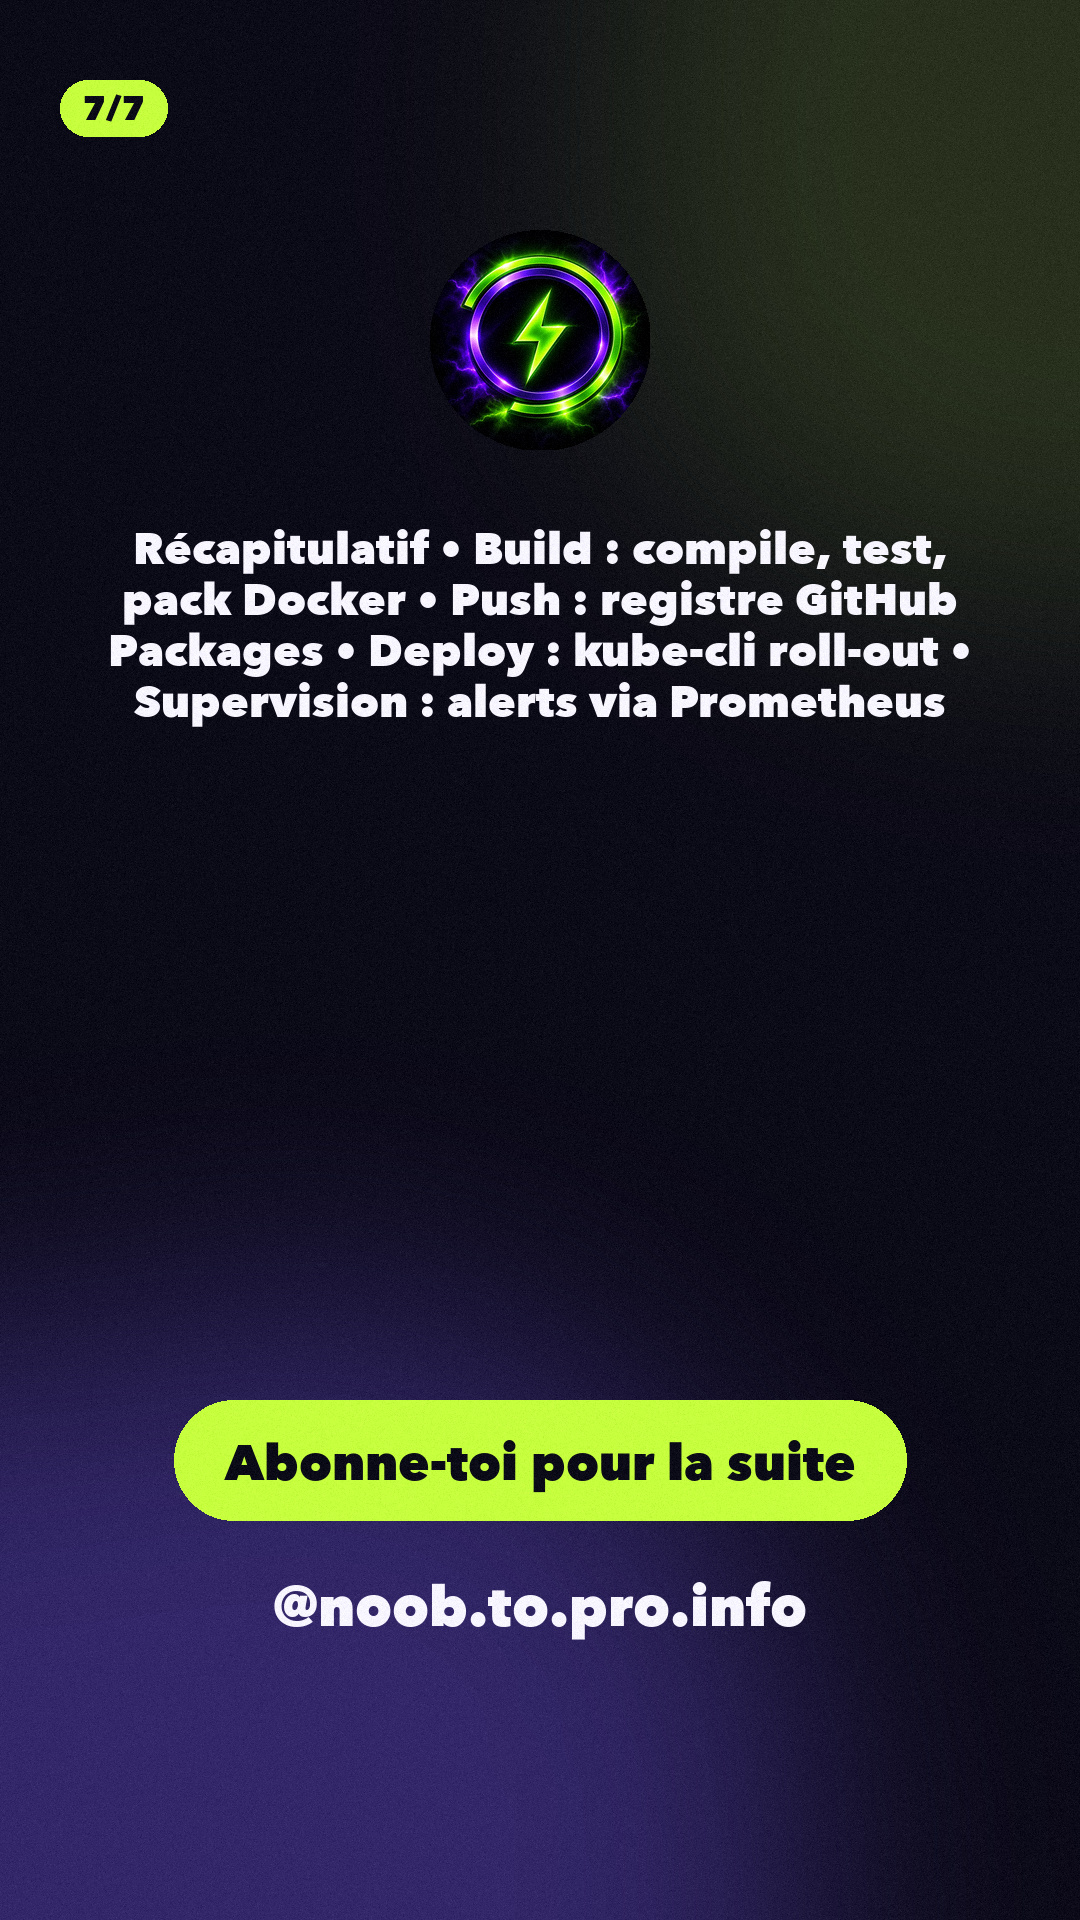 7/7
Récapitulatif • Build : compile, test,
pack Docker • Push : registre GitHub
Packages • Deploy : kube-cli roll-out •
Supervision : alerts via Prometheus
Abonne-toi pour la suite
@noob.to.pro.info